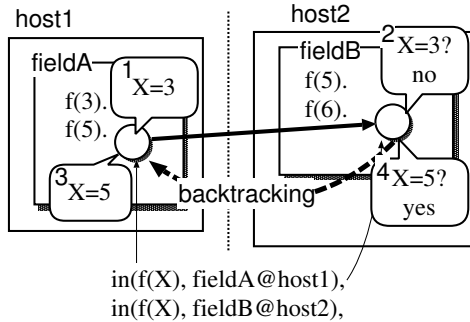 host1
fieldA
1
X=3
f(3).
f(5).
3
X=5
host2
fieldB
2
X=3?
no
f(5).
f(6).
4
X=5?
yes
backtracking
in(f(X), fieldA@host1),
in(f(X), fieldB@host2),